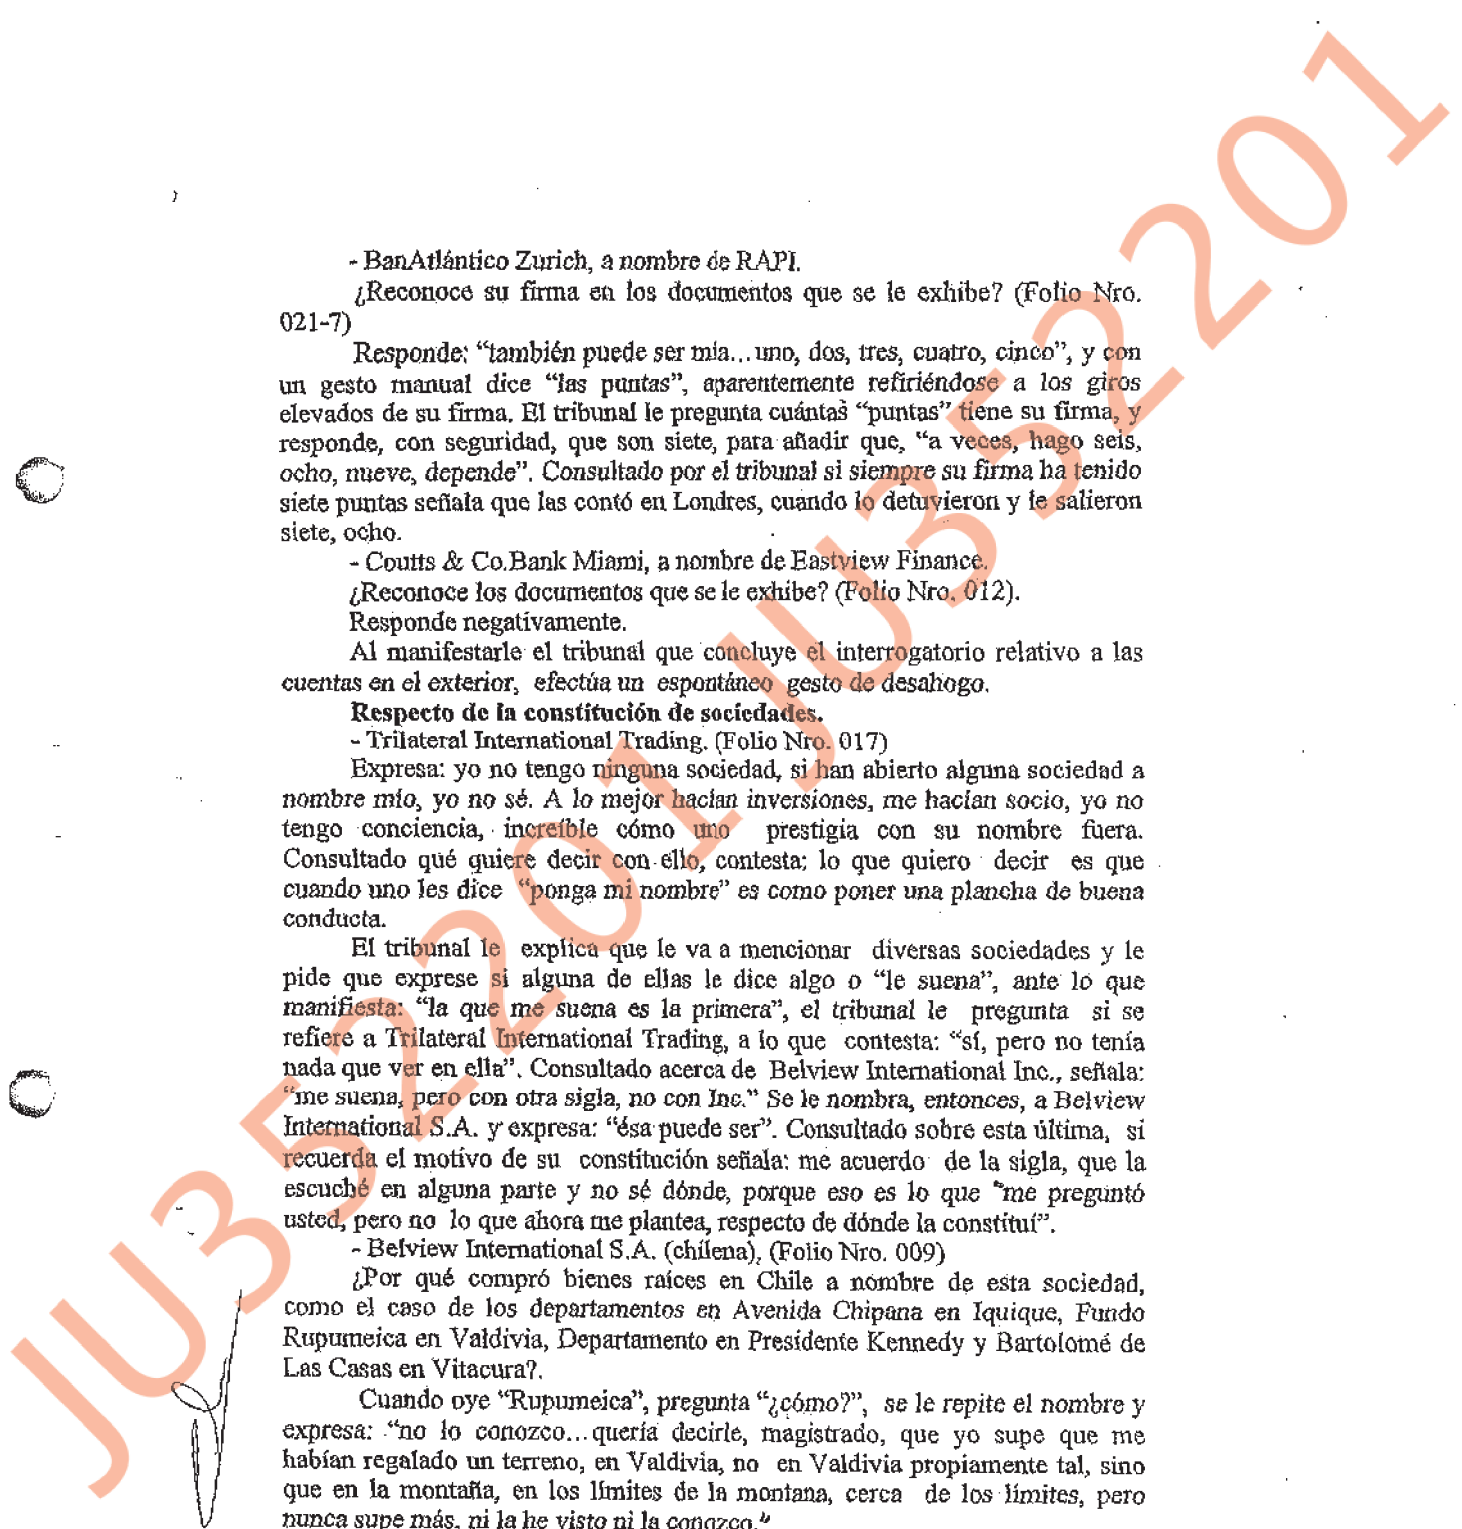 - BanAtlántico Zurich, a nombre de RAPI.
¿Reconoce su firma en los documentos que se le exhibe? (Folio Nro.
021-7)
Responde: “también puede ser mía...uno, dos, tres, cuatro, cinco”, y con
un gesto manual dice “las puntas”, aparentemente refiriéndose a los giros
elevados de su firma. El tribunal le pregunta cuántas “puntas” tiene su firma, y
responde, con seguridad, que son siete, para añadir que, “a veces, hago seis,
ocho, nueve, depende”. Consultado por el tribunal si siempre su firma ha tenido
siete puntas señala que las contó en Londres, cuando lo detuvieron y le salieron
siete, ocho.
- Coutts & Co.Bank Miami, a nombre de Eastview Finance.
¿Reconoce los documentos que se le exhibe? (Folio Nro. 012).
Responde negativamente.
Al manifestarle el tribunal que concluye el interrogatorio relativo a las
cuentas en el exterior, efectúa un espontáneo gesto de desahogo.
Respecto de la constitución de sociedades.
- Trilateral International Trading. (Folio Nro. 017)
Expresa: yo no tengo ninguna sociedad, si han abierto alguna sociedad a
nombre mío, yo no sé. A lo mejor hacían inversiones, me hacían socio, yo no
tengo conciencia, increíble cómo uno prestigia con su nombre fuera.
Consultado qué quiere decir con ello, contesta: lo que quiero decir es que
cuando uno les dice “ponga mi nombre” es como poner una plancha de buena
conducta.
El tribunal le explica que le va a mencionar diversas sociedades y le
pide que exprese si alguna de ellas le dice algo o “le suena”, ante lo que
manifiesta: “la que me suena es la primera”, el tribunal le pregunta si se
refiere a Trilateral International Trading, a lo que contesta: “sí, pero no tenía
nada que ver en ella”. Consultado acerca de Belview International Inc., señala:
“me suena, pero con otra sigla, no con Inc.” Se le nombra, entonces, a Belview
International S.A. y expresa: “ésa puede ser”. Consultado sobre esta última, si
recuerda el motivo de su constitución señala: me acuerdo de la sigla, que la
escuché en alguna parte y no sé dónde, porque eso es lo que “me preguntó
usted, pero no lo que ahora me plantea, respecto de dónde la constituí”.
- Belview International S.A. (chilena), (Folio Nro. 009)
¿Por qué compró bienes raíces en Chile a nombre de esta sociedad,
como el caso de los departamentos en Avenida Chipana en Iquique, Fundo
Rupumeica en Valdivia, Departamento en Presidente Kennedy y Bartolomé de
Las Casas en Vitacura?.
Cuando oye “Rupumeica”, pregunta “¿cómo?”, se le repite el nombre y
expresa: “no lo conozco...quería decirle, magistrado, que yo supe que me
habían regalado un terreno, en Valdivia, no en Valdivia propiamente tal, sino
que en la montaña, en los límites de la montana, cerca de los límites, pero
nunca supe más, ni la he visto ni la conozco.”
JU352201 JU352201